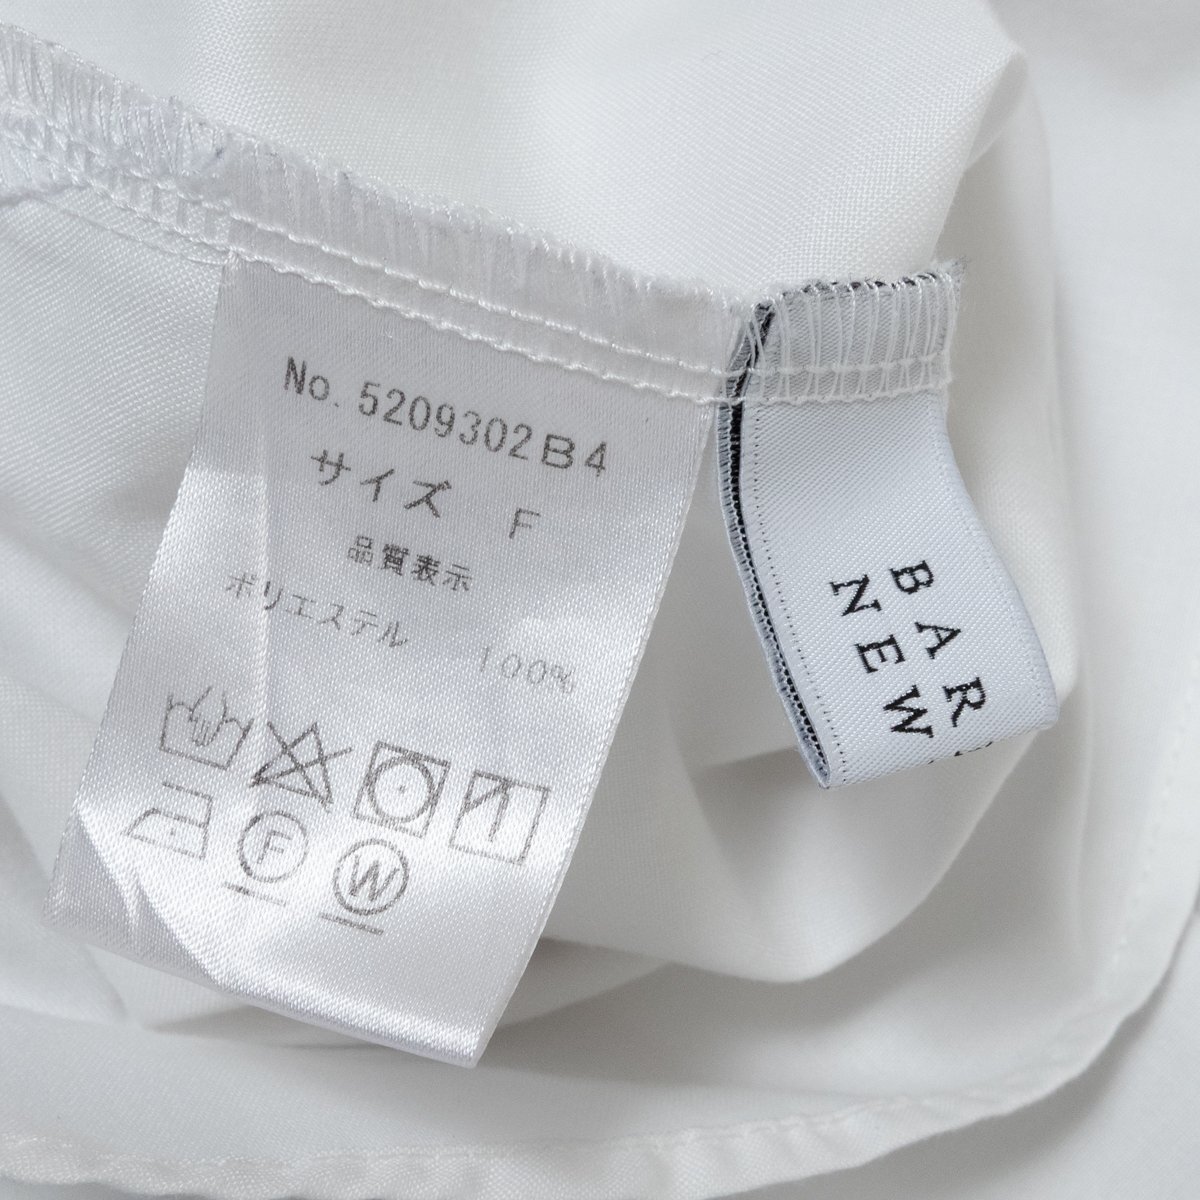 No. 5209302B4
サイズ F
品質表示
ポリエステル 100%
F
W
BAR
NEW